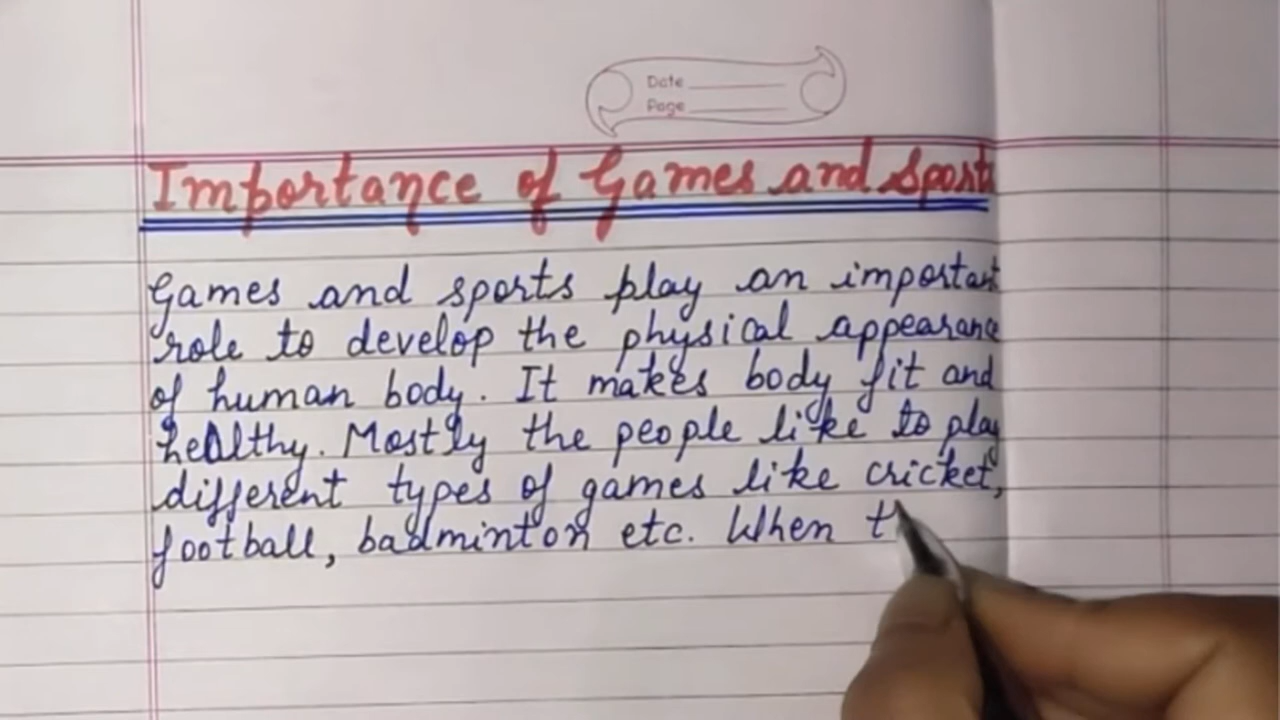 Date
Page
Importance of Games and Sports
Games and sports play an important
role to develop the physical appearance
of human body. It makes body fit and
healthy. Mostly the people like to play
different types of games like cricket,
football, badminton etc. When t